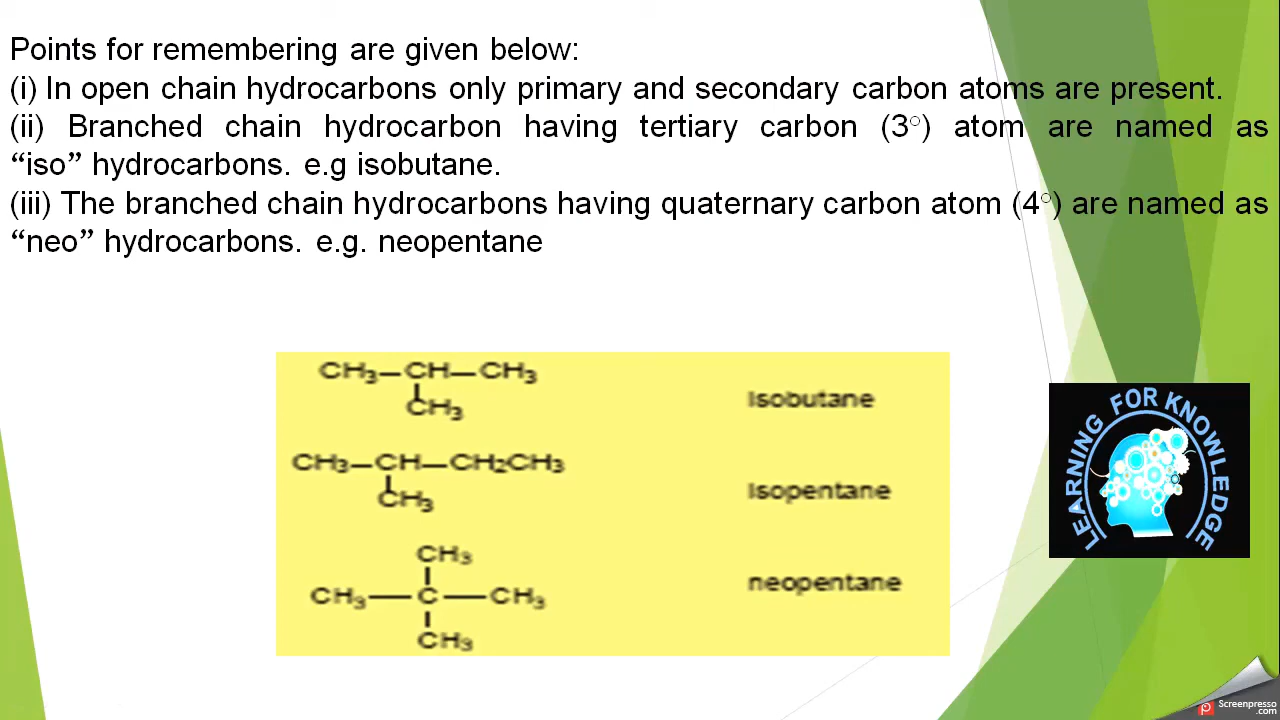 Points for remembering are given below:
(i) In open chain hydrocarbons only primary and secondary carbon atoms are present.
(ii) Branched chain hydrocarbon having tertiary carbon (3°) atom are named as
“iso” hydrocarbons. e.g isobutane.
(iii) The branched chain hydrocarbons having quaternary carbon atom (4°) are named as
“neo” hydrocarbons. e.g. neopentane
CH₃—CH—CH₃
CH₃
Isobutane
CH₃—CH—CH₂CH₃
CH₃
Isopentane
CH₃
CH₃—C—CH₃
CH₃
neopentane
LEARNING FOR KNOWLEDGE
Screenpresso
.com